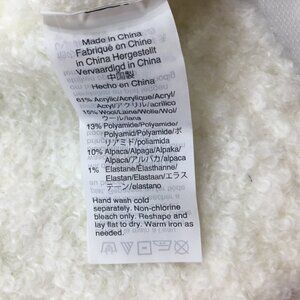 Made in China
Fabriqué en Chine
in China Hergestellt
Vervaardigd in China
中国製
Hecho en China
61% Acrylic/Acrylique/Acryl/
Acryl/アクリル/acrílico
15% Wool/Laine/Wolle/Wol/
ウール/lana
13% Polyamide/Polyamide/
Polyamid/Polyamide/ポ
リアミド/poliamida
10% Alpaca/Alpaga/Alpaka/
Alpaca/アルパカ/alpaca
1% Elastane/Élasthanne/
Elastan/Elastaan/エラス
テーン/elastano
Hand wash cold
separately. Non-chlorine
bleach only. Reshape and
lay flat to dry. Warm iron as
needed.